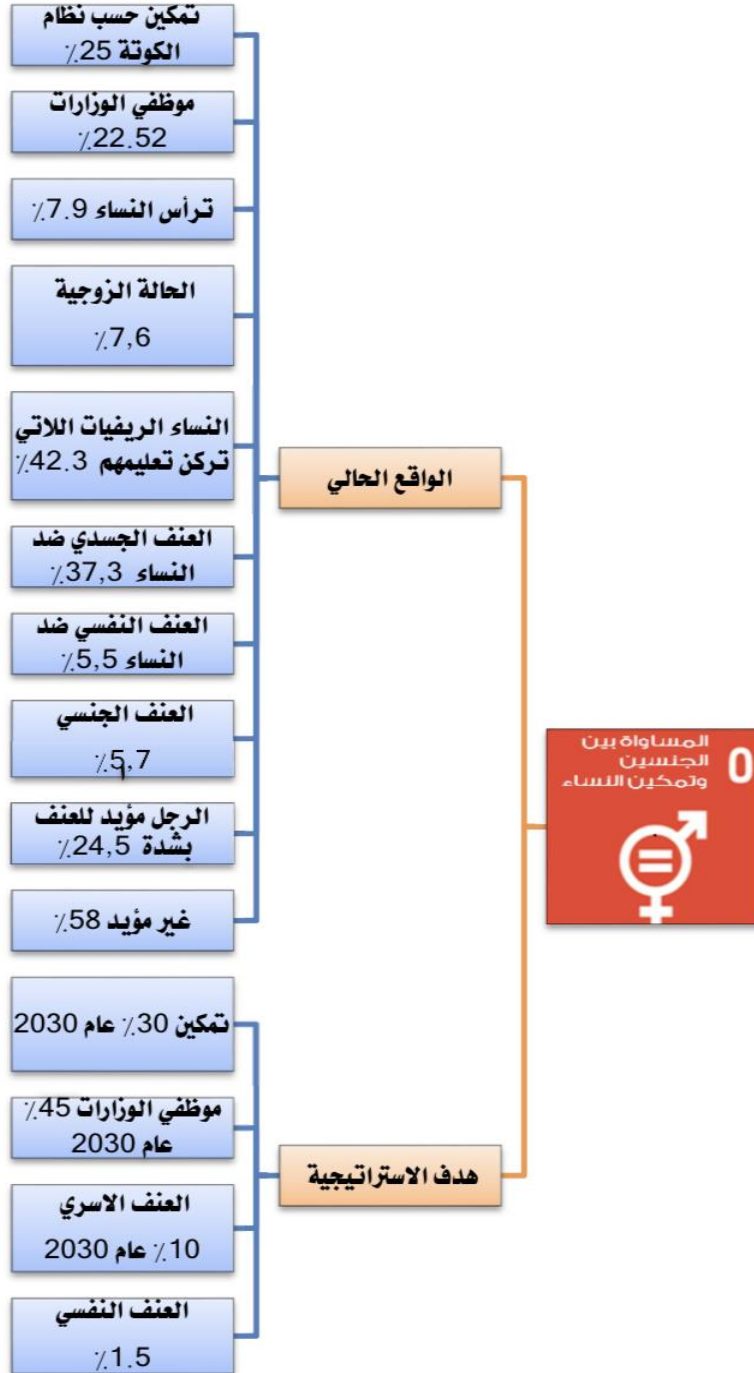 المساواة بين
الجنسين
وتمكين النساء
0
الواقع الحالي
تمكين حسب نظام
الكوتة 25٪
موظفي الوزارات
22.52٪
ترأس النساء 7.9٪
الحالة الزوجية
7,6٪
النساء الريفيات اللاتي
تركن تعليمهم 42.3٪
العنف الجسدي ضد
النساء 37,3٪
العنف النفسي ضد
النساء 5,5٪
العنف الجنسي
5,7٪
الرجل مؤيد للعنف
بشدة 24,5٪
غير مؤيد 58٪
هدف الاستراتيجية
تمكين 30٪ عام 2030
موظفي الوزارات 45٪
عام 2030
العنف الاسري
10٪ عام 2030
العنف النفسي
1.5٪